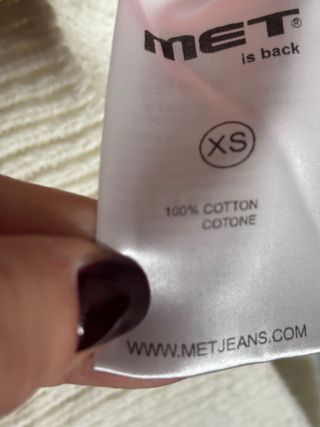 MET®
is back
XS
100% COTTON
COTONE
WWW.METJEANS.COM